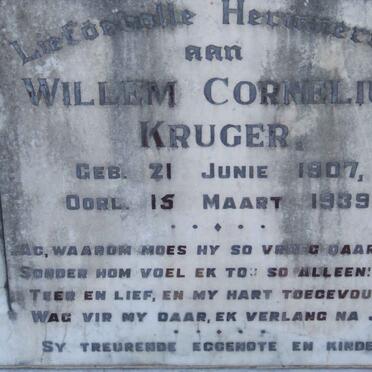 Liefdevolle Herinner
aan
WILLEM CORNELIU
KRUGER.
GEB. 21 JUNIE 1907,
OORL. 15 MAART 1939
AG, WAAROM MOES HY SO VROEG DAAR
SONDER HOM VOEL EK TOG SO ALLEEN!
TEER EN LIEF, EN MY HART TOEGEVOU
WAG VIR MY DAAR, EK VERLANG NA J
SY TREURENDE EGGENOTE EN KINDE